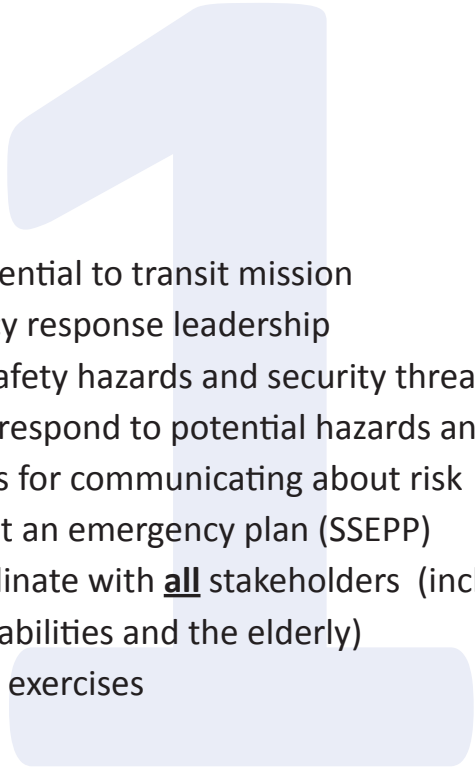 ential to transit mission
y response leadership
afety hazards and security threa
respond to potential hazards an
s for communicating about risk
t an emergency plan (SSEPP)
linate with all stakeholders (incl
abilities and the elderly)
exercises
1